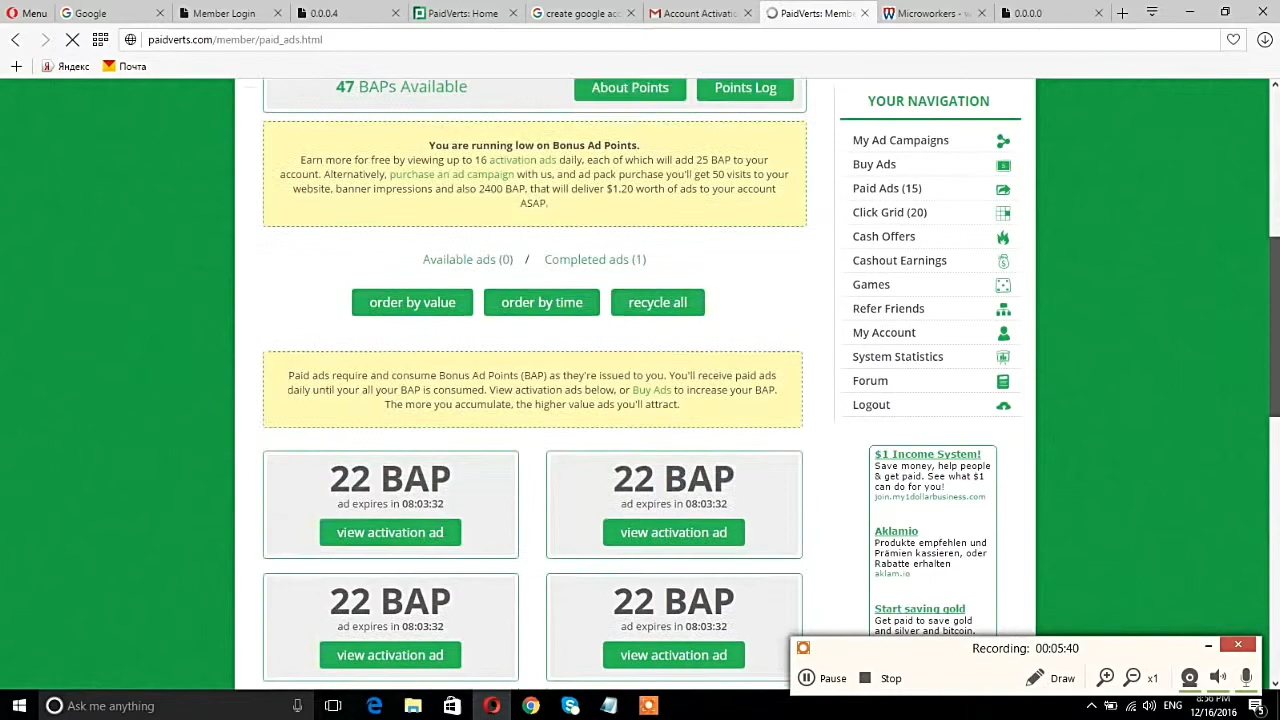 Menu
Google
Member Login
0.0.0.4
PaidVerts: Home
create google acc
Account Activatio
PaidVerts: Membe
Microworkers - w
0.0.0.0
paidverts.com/member/paid_ads.html
Яндекс
Почта
47 BAPs Available
About Points
Points Log
You are running low on Bonus Ad Points.
Earn more for free by viewing up to 16 activation ads daily, each of which will add 25 BAP to your
account. Alternatively, purchase an ad campaign with us, and ad pack purchase you'll get 50 visits to your
website, banner impressions and also 2400 BAP, that will deliver $1.20 worth of ads to your account
ASAP.
Available ads (0) / Completed ads (1)
order by value
order by time
recycle all
Paid ads require and consume Bonus Ad Points (BAP) as they're issued to you. You'll receive paid ads
daily until your all your BAP is consumed. View activation ads below, or Buy Ads to increase your BAP.
The more you accumulate, the higher value ads you'll attract.
22 BAP
ad expires in 08:03:32
view activation ad
22 BAP
ad expires in 08:03:32
view activation ad
22 BAP
ad expires in 08:03:32
view activation ad
22 BAP
ad expires in 08:03:32
view activation ad
YOUR NAVIGATION
My Ad Campaigns
Buy Ads
Paid Ads (15)
Click Grid (20)
Cash Offers
Cashout Earnings
Games
Refer Friends
My Account
System Statistics
Forum
Logout
$1 Income System!
Save money, help people
& get paid. See what $1
can do for you!
join.my1dollarbusiness.com
Aklamio
Produkte empfehlen und
Prämien kassieren, oder
Rabatte erhalten
aklam.io
Start saving gold
Get paid to save gold
and silver and bitcoin.
Recording: 00:05:40
Pause
Stop
Draw
x1
Ask me anything
ENG
8:56 PM
12/16/2016